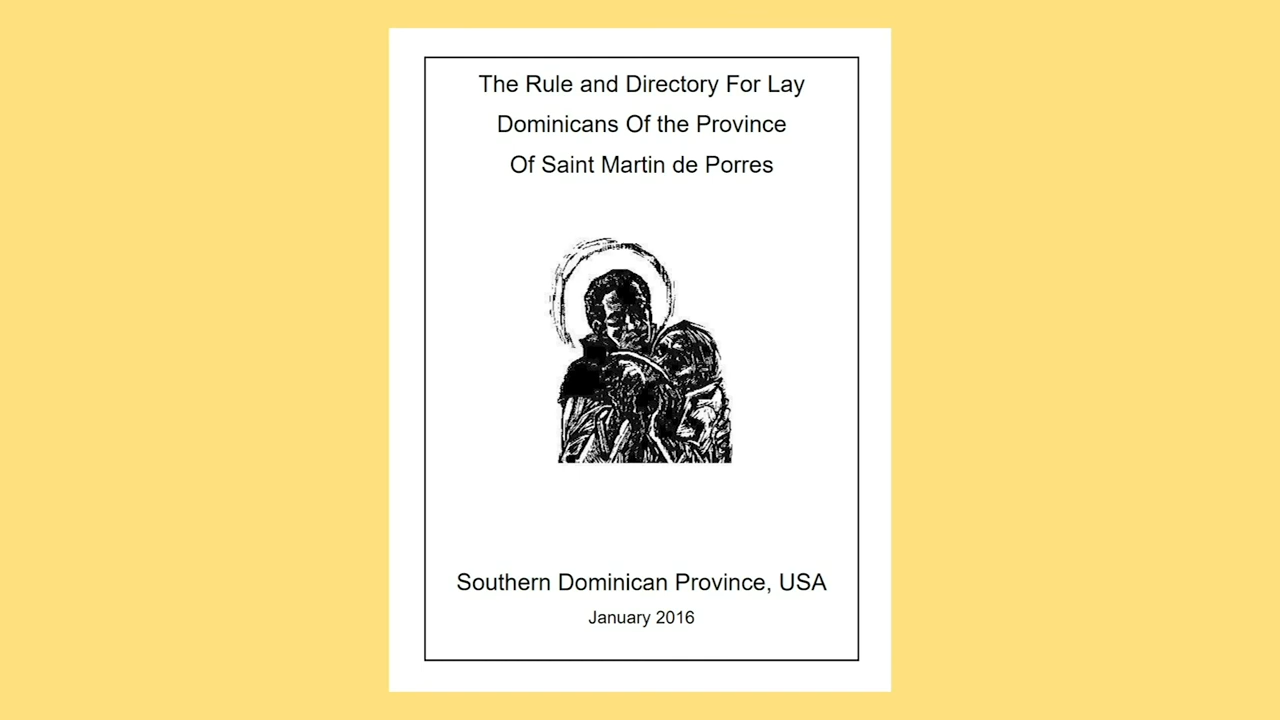 The Rule and Directory For Lay
Dominicans Of the Province
Of Saint Martin de Porres
Southern Dominican Province, USA
January 2016